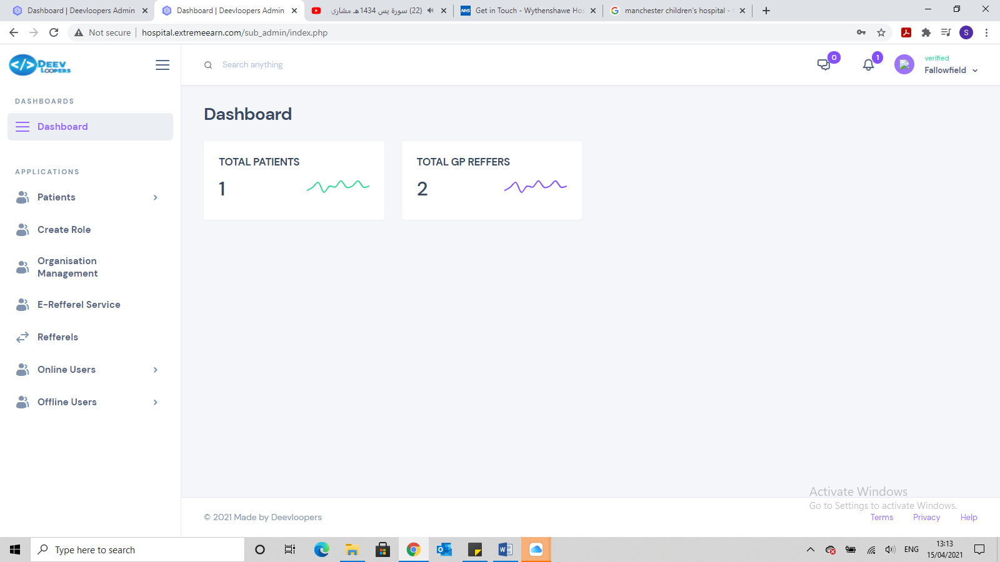 Dashboard | Deevloopers Admin
Dashboard | Deevloopers Admin
(22) سورة يس 1434هـ مشاري
Get in Touch - Wythenshawe Hos
manchester children's hospital -
Not secure
hospital.extremeearn.com/sub_admin/index.php
S
DEEV
LOOPERS
Search anything
0
1
verified
Fallowfield
DASHBOARDS
Dashboard
APPLICATIONS
Patients
Create Role
Organisation
Management
E-Refferel Service
Refferels
Online Users
Offline Users
Dashboard
TOTAL PATIENTS
1
TOTAL GP REFFERS
2
Activate Windows
Go to Settings to activate Windows.
© 2021 Made by Deevloopers
Terms
Privacy
Help
Type here to search
ENG
13:13
15/04/2021